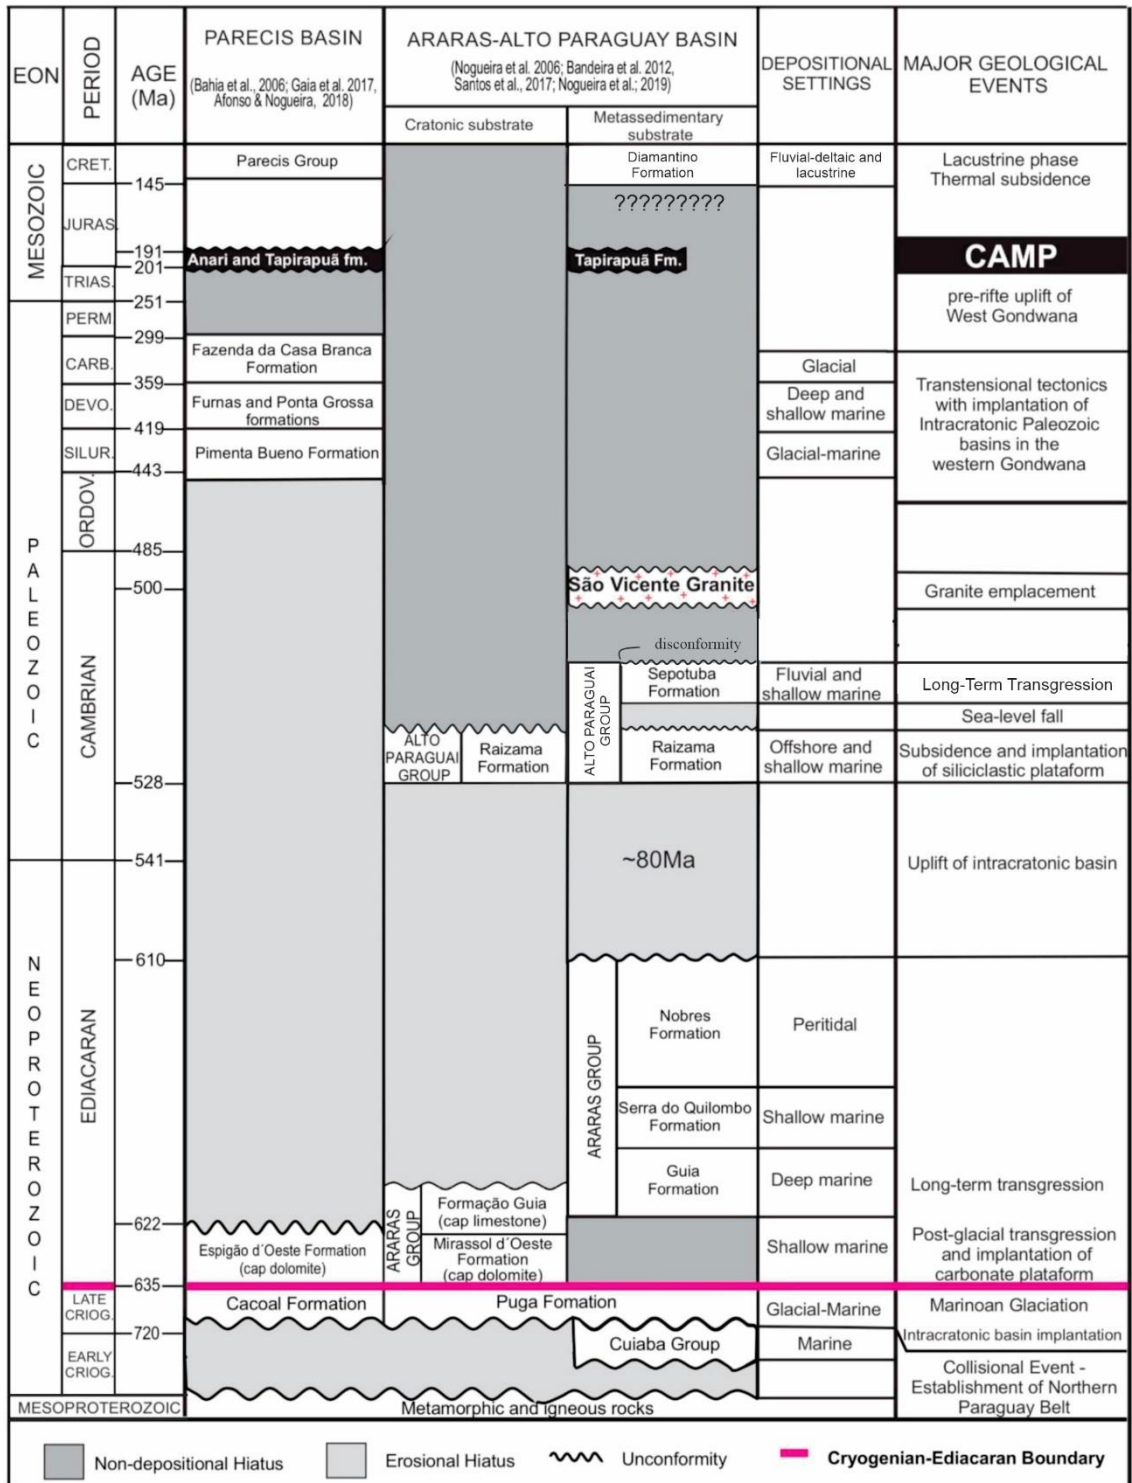 EON
PERIOD
AGE
(Ma)
PARECIS BASIN
(Bahia et al., 2006; Gaia et al. 2017,
Afonso & Nogueira, 2018)
ARARAS-ALTO PARAGUAY BASIN
(Nogueira et al. 2006; Bandeira et al. 2012,
Santos et al., 2017; Nogueira et al.; 2019)
Cratonic substrate
Metassedimentary
substrate
DEPOSITIONAL
SETTINGS
MAJOR GEOLOGICAL
EVENTS
MESOZOIC
CRET.
JURAS.
TRIAS.
PALEOZOIC
PERM
CARB.
DEVO.
SILUR.
ORDOV.
CAMBRIAN
NEOPROTEROZOIC
EDIACARAN
LATE
CRIOG.
EARLY
CRIOG.
MESOPROTEROZOIC
145
191
201
251
299
359
419
443
485
500
528
541
610
622
635
720
Parecis Group
Anari and Tapirapuã fm.
Fazenda da Casa Branca
Formation
Furnas and Ponta Grossa
formations
Pimenta Bueno Formation
Espigão d´Oeste Formation
(cap dolomite)
Cacoal Formation
ALTO
PARAGUAI
GROUP
Raizama
Formation
ARARAS
GROUP
Formação Guia
(cap limestone)
Mirassol d´Oeste
Formation
(cap dolomite)
Puga Fomation
Diamantino
Formation
?????????
Tapirapuã Fm.
São Vicente Granite
disconformity
ALTO PARAGUAI
GROUP
Sepotuba
Formation
Raizama
Formation
~80Ma
ARARAS GROUP
Nobres
Formation
Serra do Quilombo
Formation
Guia
Formation
Cuiaba Group
Metamorphic and igneous rocks
Fluvial-deltaic and
lacustrine
Glacial
Deep and
shallow marine
Glacial-marine
Fluvial and
shallow marine
Offshore and
shallow marine
Peritidal
Shallow marine
Deep marine
Shallow marine
Glacial-Marine
Marine
Lacustrine phase
Thermal subsidence
CAMP
pre-rifte uplift of
West Gondwana
Transtensional tectonics
with implantation of
Intracratonic Paleozoic
basins in the
western Gondwana
Granite emplacement
Long-Term Transgression
Sea-level fall
Subsidence and implantation
of siliciclastic plataform
Uplift of intracratonic basin
Long-term transgression
Post-glacial transgression
and implantation of
carbonate plataform
Marinoan Glaciation
Intracratonic basin implantation
Collisional Event -
Establishment of Northern
Paraguay Belt
Non-depositional Hiatus
Erosional Hiatus
Unconformity
Cryogenian-Ediacaran Boundary